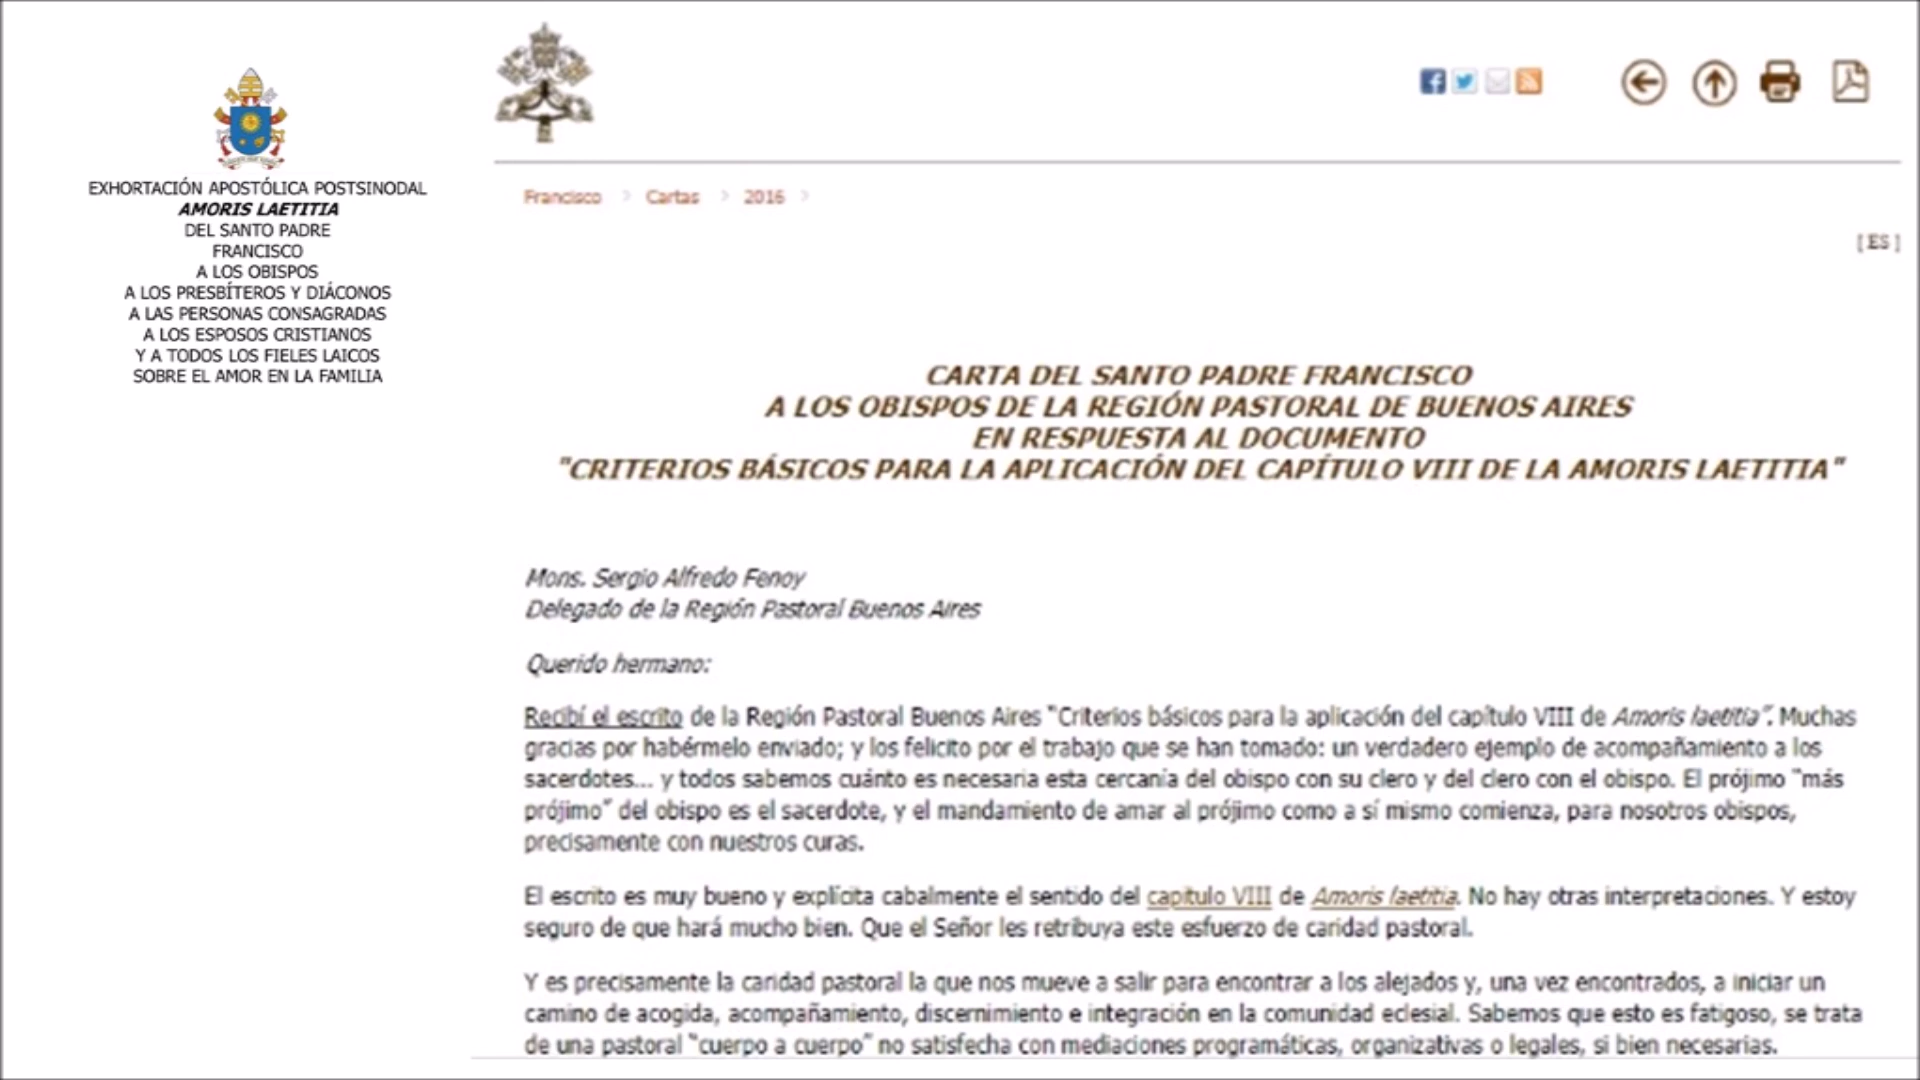 EXHORTACIÓN APOSTÓLICA POSTSINODAL
AMORIS LAETITIA
DEL SANTO PADRE
FRANCISCO
A LOS OBISPOS
A LOS PRESBÍTEROS Y DIÁCONOS
A LAS PERSONAS CONSAGRADAS
A LOS ESPOSOS CRISTIANOS
Y A TODOS LOS FIELES LAICOS
SOBRE EL AMOR EN LA FAMILIA
Francisco > Cartas > 2016 >
[ ES ]
CARTA DEL SANTO PADRE FRANCISCO
A LOS OBISPOS DE LA REGIÓN PASTORAL DE BUENOS AIRES
EN RESPUESTA AL DOCUMENTO
"CRITERIOS BÁSICOS PARA LA APLICACIÓN DEL CAPÍTULO VIII DE LA AMORIS LAETITIA"
Mons. Sergio Alfredo Fenoy
Delegado de la Región Pastoral Buenos Aires
Querido hermano:
Recibí el escrito de la Región Pastoral Buenos Aires "Criterios básicos para la aplicación del capítulo VIII de Amoris laetitia". Muchas
gracias por habérmelo enviado; y los felicito por el trabajo que se han tomado: un verdadero ejemplo de acompañamiento a los
sacerdotes... y todos sabemos cuánto es necesaria esta cercanía del obispo con su clero y del clero con el obispo. El prójimo "más
prójimo" del obispo es el sacerdote, y el mandamiento de amar al prójimo como a sí mismo comienza, para nosotros obispos,
precisamente con nuestros curas.
El escrito es muy bueno y explícita cabalmente el sentido del capítulo VIII de Amoris laetitia. No hay otras interpretaciones. Y estoy
seguro de que hará mucho bien. Que el Señor les retribuya este esfuerzo de caridad pastoral.
Y es precisamente la caridad pastoral la que nos mueve a salir para encontrar a los alejados y, una vez encontrados, a iniciar un
camino de acogida, acompañamiento, discernimiento e integración en la comunidad eclesial. Sabemos que esto es fatigoso, se trata
de una pastoral "cuerpo a cuerpo" no satisfecha con mediaciones programáticas, organizativas o legales, si bien necesarias.